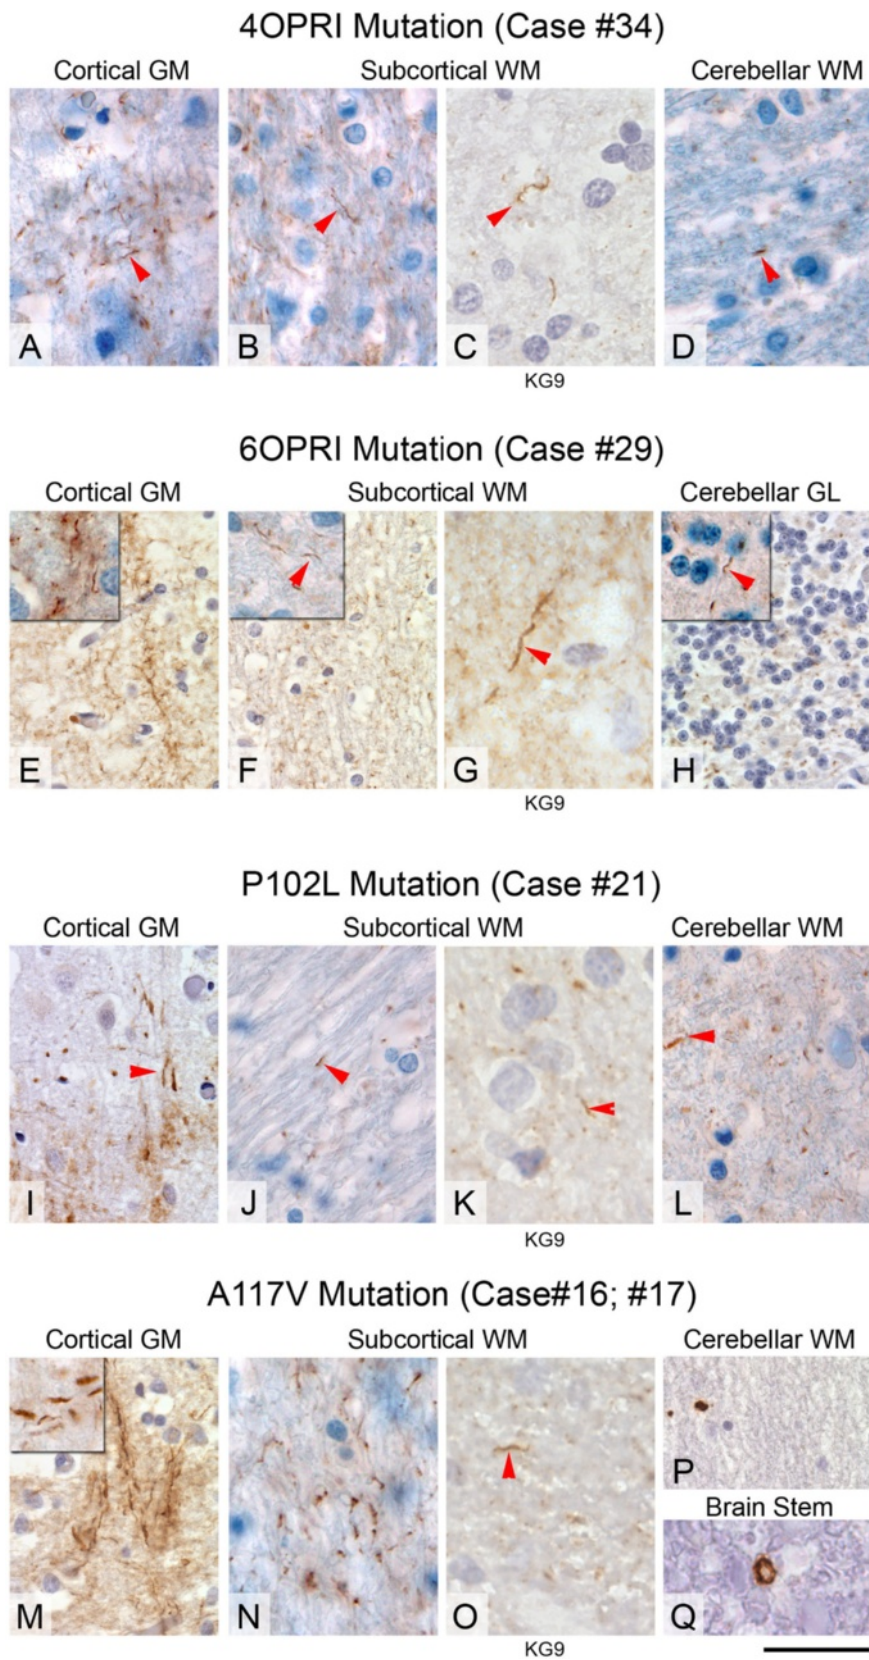 4OPRI Mutation (Case #34)
Cortical GM Subcortical WM Cerebellar WM
A B C D
KG9
6OPRI Mutation (Case #29)
Cortical GM Subcortical WM Cerebellar GL
E F G H
KG9
P102L Mutation (Case #21)
Cortical GM Subcortical WM Cerebellar WM
I J K L
KG9
A117V Mutation (Case#16; #17)
Cortical GM Subcortical WM Cerebellar WM
P
Brain Stem
M N O Q
KG9